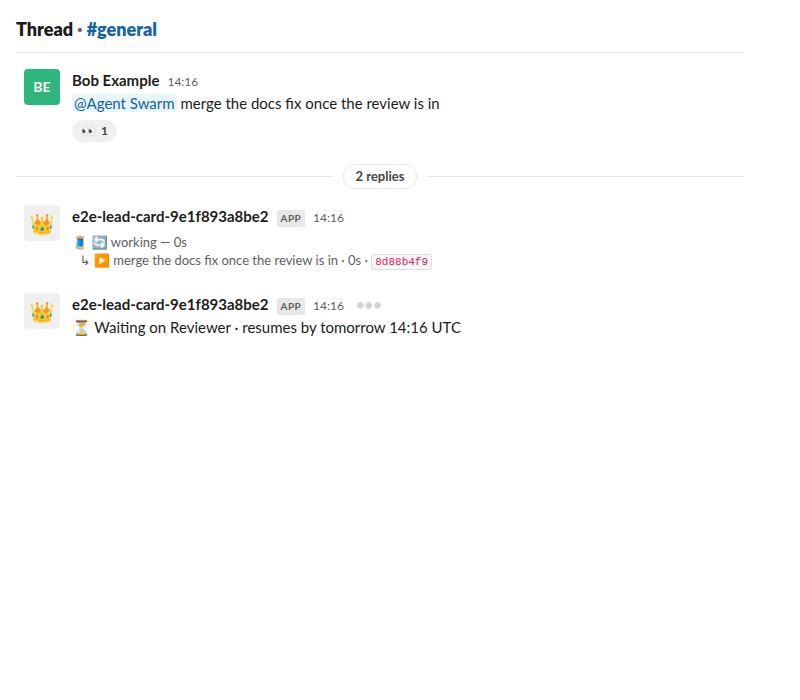 Thread • #general
BE
Bob Example 14:16
@Agent Swarm merge the docs fix once the review is in
👀 1
2 replies
e2e-lead-card-9e1f893a8be2 APP 14:16
🧵 🔄 working — 0s
↳ ▶️ merge the docs fix once the review is in · 0s · 8d88b4f9
e2e-lead-card-9e1f893a8be2 APP 14:16
⏳ Waiting on Reviewer · resumes by tomorrow 14:16 UTC